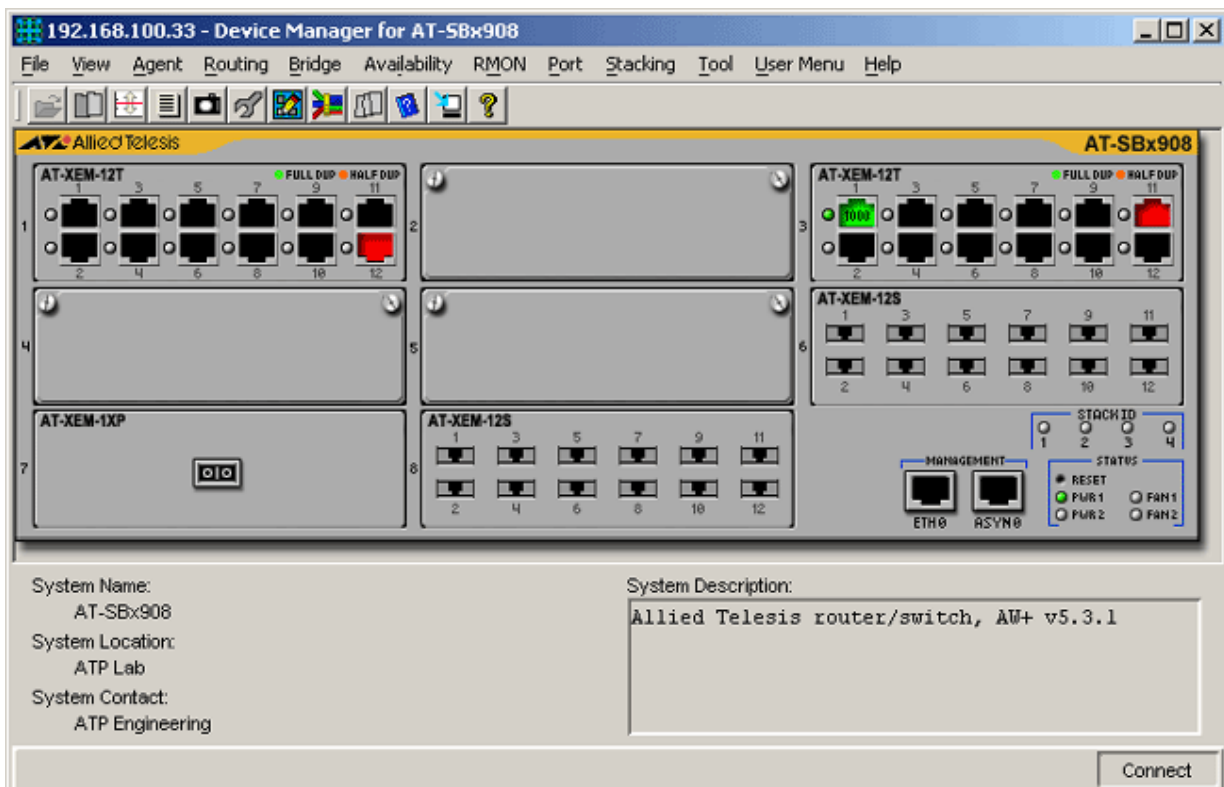 192.168.100.33 - Device Manager for AT-SBx908
File View Agent Routing Bridge Availability RMON Port Stacking Tool User Menu Help
Allied Telesis
AT-SBx908
AT-XEM-12T
FULL DUP HALF DUP
1 3 5 7 9 11
1
2 4 6 8 10 12
2
AT-XEM-12T
FULL DUP HALF DUP
1 3 5 7 9 11
1000
3
2 4 6 8 10 12
4
5
AT-XEM-12S
1 3 5 7 9 11
6
2 4 6 8 10 12
AT-XEM-1XP
7
AT-XEM-12S
1 3 5 7 9 11
8
2 4 6 8 10 12
STACK ID
1 2 3 4
MANAGEMENT
ETH0 ASYN0
STATUS
RESET
PWR1 FAN1
PWR2 FAN2
System Name:
AT-SBx908
System Location:
ATP Lab
System Contact:
ATP Engineering
System Description:
Allied Telesis router/switch, AW+ v5.3.1
Connect